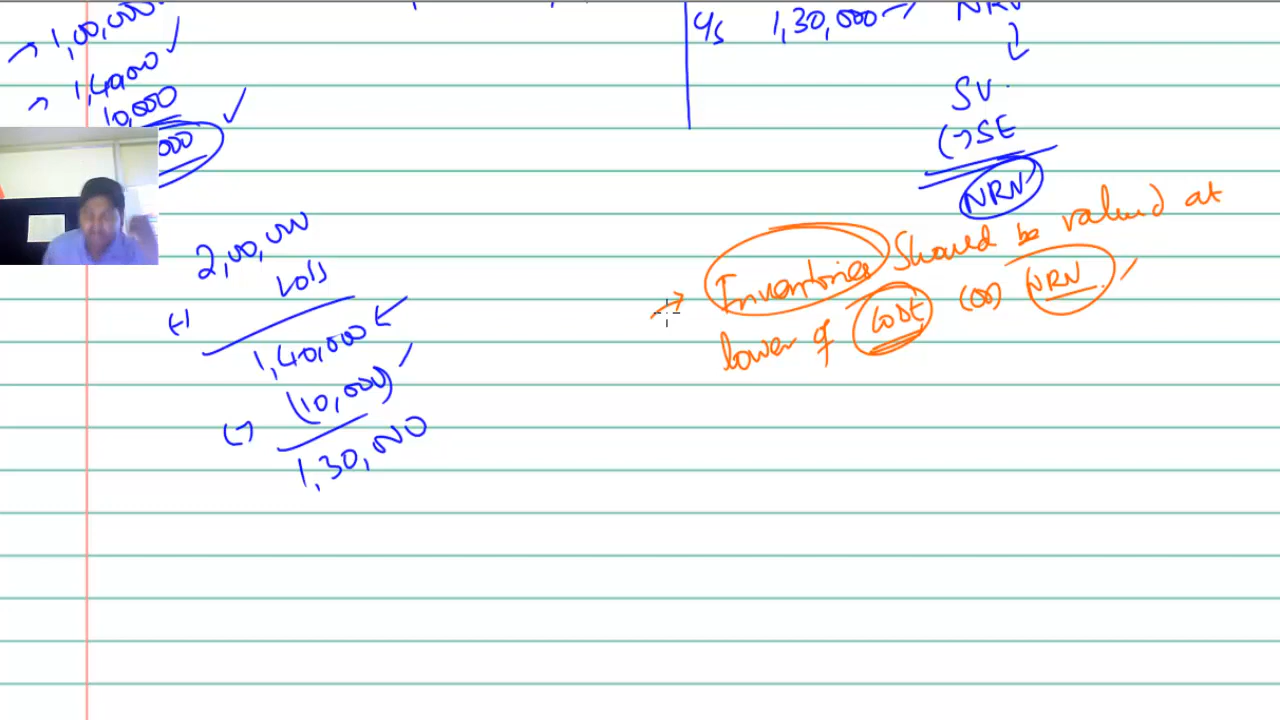 → 1,00,000
→ 1,40,000 ✓
10,000
000 ✓
C/s 1,30,000 → NRV
SV
(-) SE
NRV
2,00,000
(-) Loss
1,40,000 ←
(-) (10,000)
1,30,000
→ Inventories should be valued at
lower of Cost (or) NRV